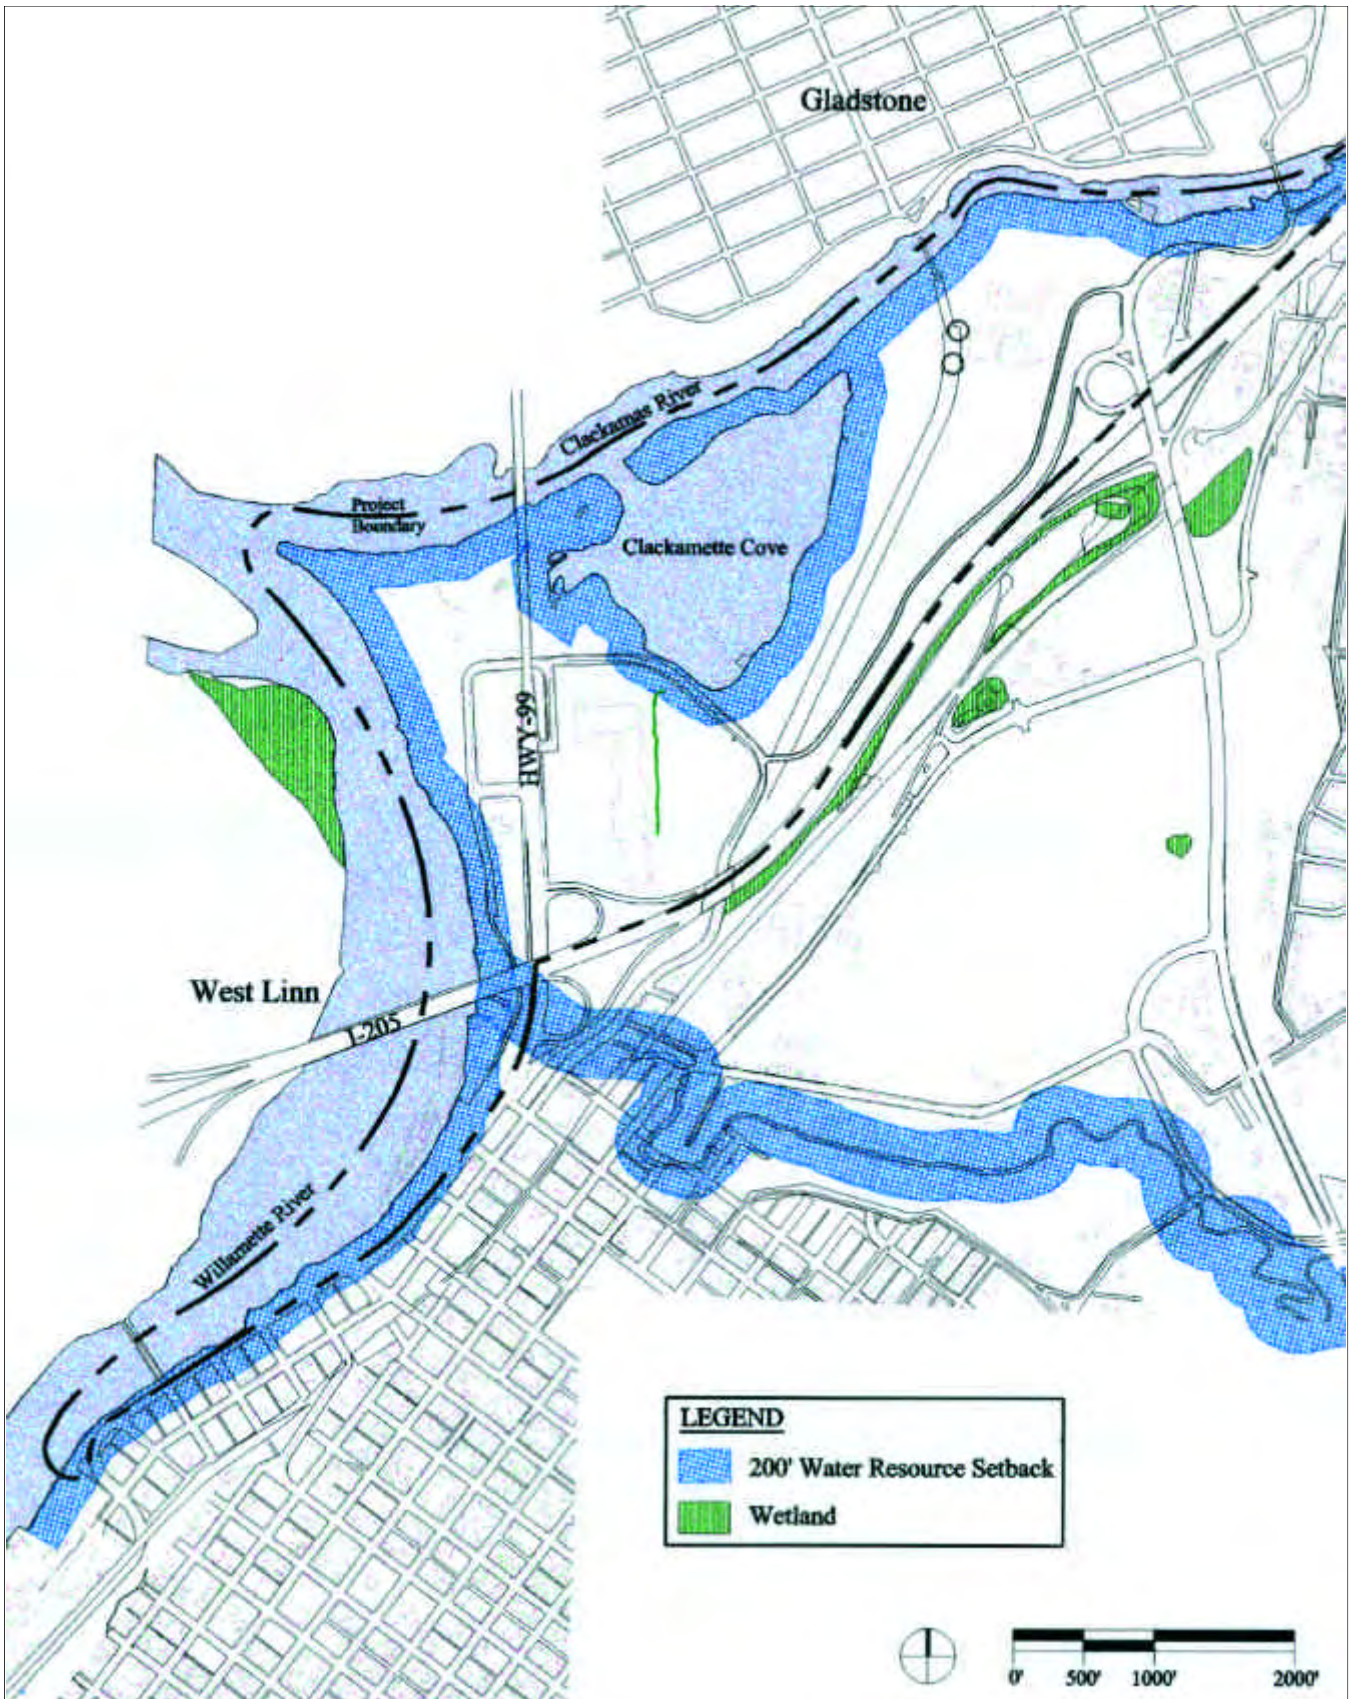 Gladstone
Clackamas River
Project
Boundary
Clackamette Cove
HWY-99
West Linn
I-205
Willamette River
LEGEND
200' Water Resource Setback
Wetland
0' 500' 1000' 2000'